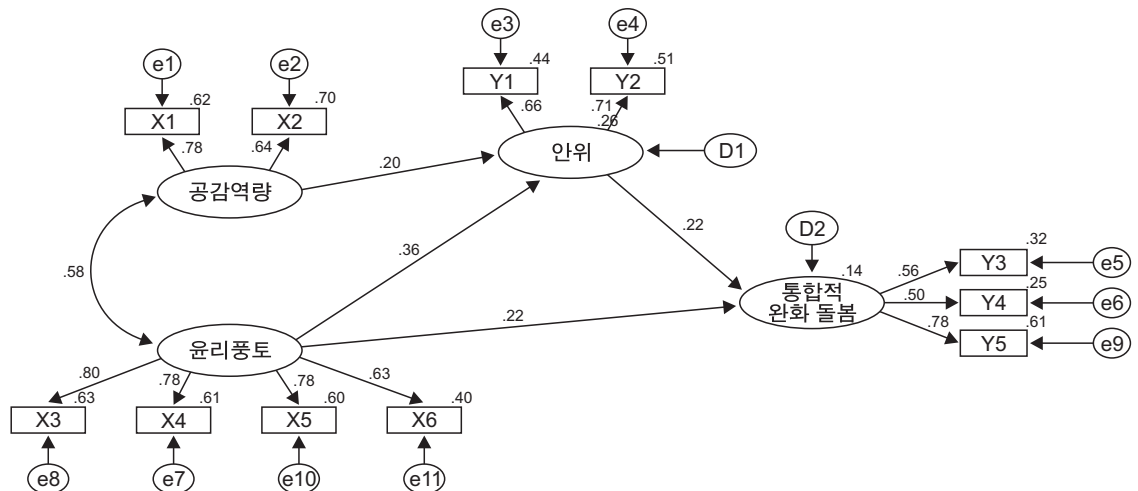 e3
e4
e1
e2
.44
.51
Y1
Y2
.62
.70
X1
X2
.66
.71
.26
.78
.64
안위
D1
.20
공감역량
.36
.22
D2
.58
.32
Y3
e5
.14
.56
.25
통합적
완화 돌봄
.50
Y4
e6
.22
.78
.61
Y5
e9
윤리풍토
.80
.78
.78
.63
.63
.61
.60
.40
X3
X4
X5
X6
e8
e7
e10
e11